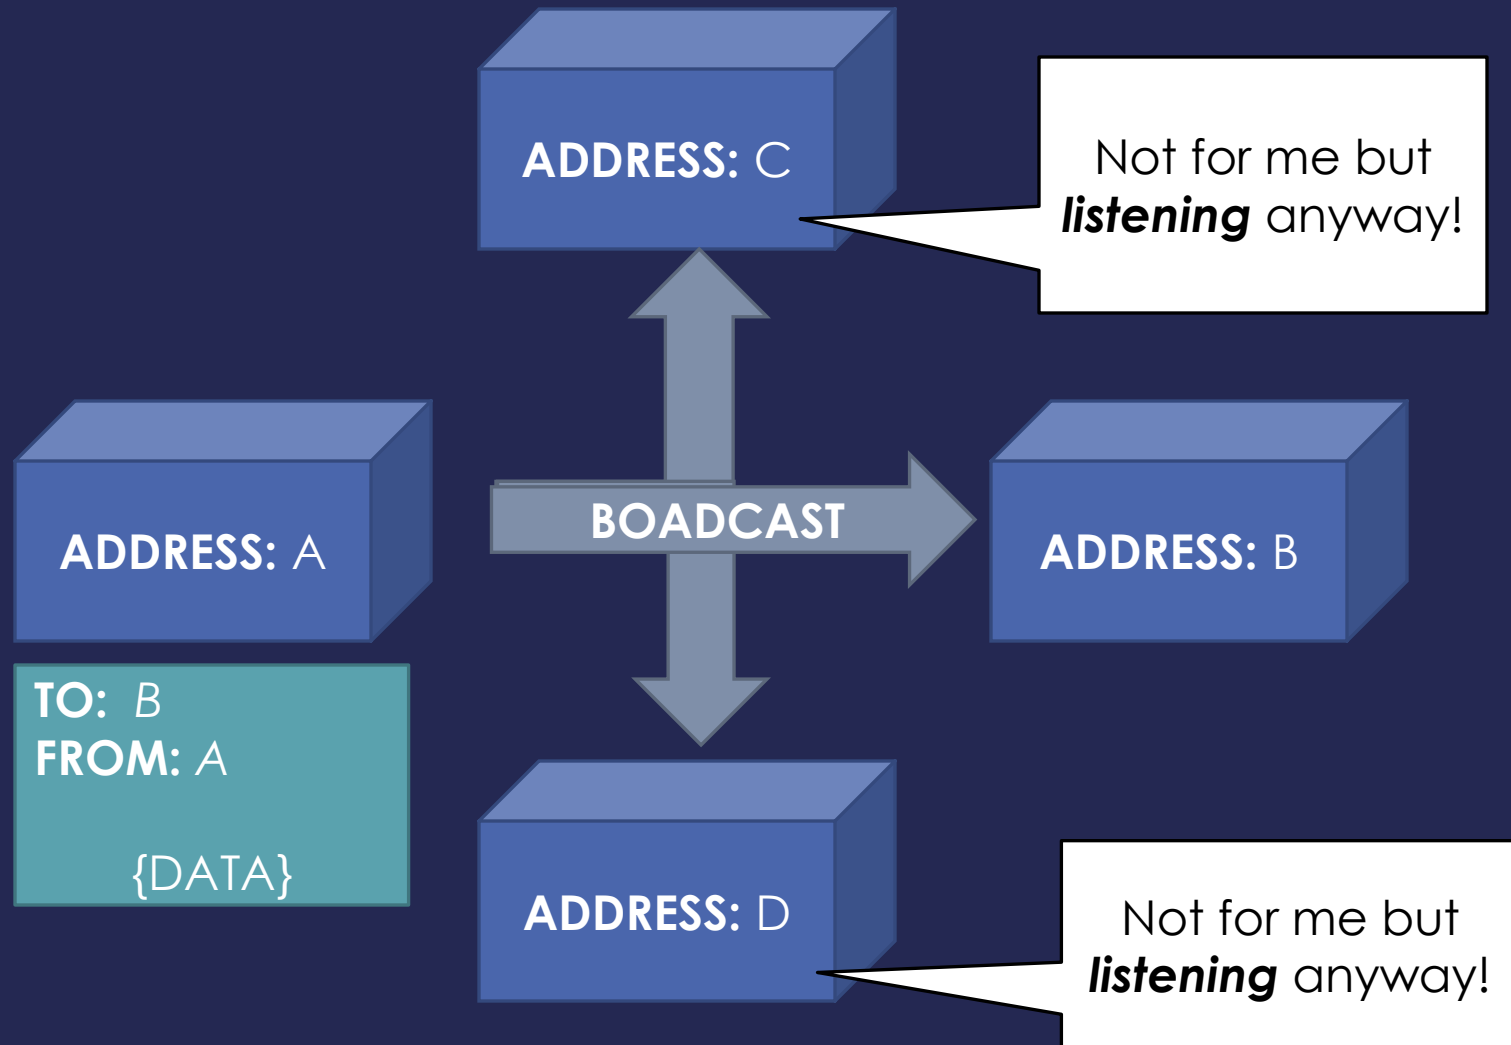 ADDRESS: C
Not for me but
listening anyway!
ADDRESS: A
BOADCAST
ADDRESS: B
TO: B
FROM: A
{DATA}
ADDRESS: D
Not for me but
listening anyway!